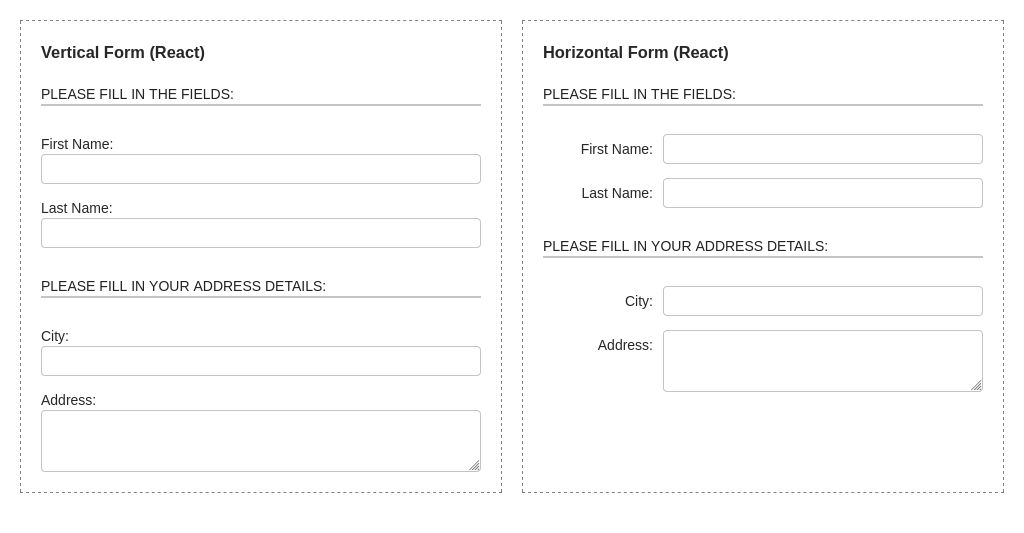 Vertical Form (React)
PLEASE FILL IN THE FIELDS:
First Name:
Last Name:
PLEASE FILL IN YOUR ADDRESS DETAILS:
City:
Address:
Horizontal Form (React)
PLEASE FILL IN THE FIELDS:
First Name:
Last Name:
PLEASE FILL IN YOUR ADDRESS DETAILS:
City:
Address: